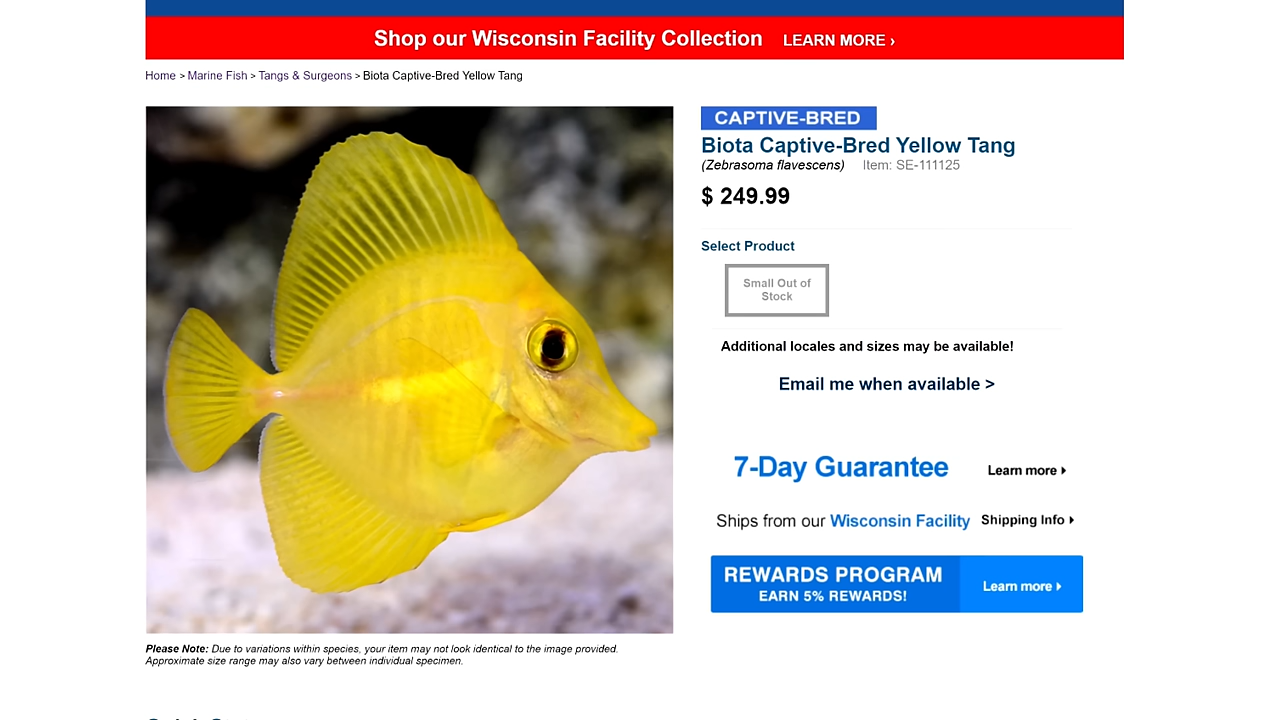 Shop our Wisconsin Facility Collection LEARN MORE ›
Home > Marine Fish > Tangs & Surgeons > Biota Captive-Bred Yellow Tang
CAPTIVE-BRED
Biota Captive-Bred Yellow Tang
(Zebrasoma flavescens) Item: SE-111125
$ 249.99
Select Product
Small Out of
Stock
Additional locales and sizes may be available!
Email me when available >
7-Day Guarantee Learn more
Ships from our Wisconsin Facility Shipping Info
REWARDS PROGRAM
EARN 5% REWARDS!
Learn more
Please Note: Due to variations within species, your item may not look identical to the image provided.
Approximate size range may also vary between individual specimen.